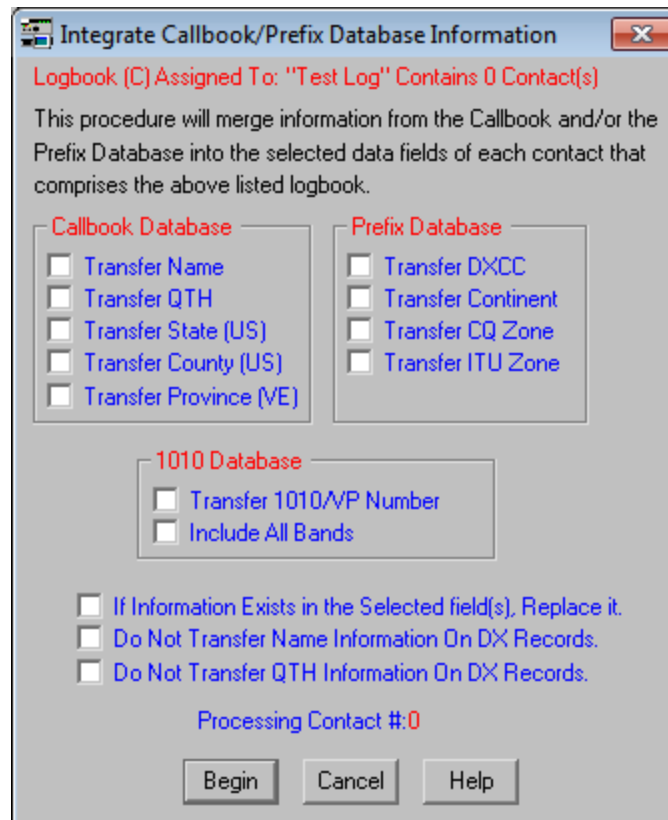 Integrate Callbook/Prefix Database Information
Logbook (C) Assigned To: "Test Log" Contains 0 Contact(s)
This procedure will merge information from the Callbook and/or the
Prefix Database into the selected data fields of each contact that
comprises the above listed logbook.
Callbook Database
Transfer Name
Transfer QTH
Transfer State (US)
Transfer County (US)
Transfer Province (VE)
Prefix Database
Transfer DXCC
Transfer Continent
Transfer CQ Zone
Transfer ITU Zone
1010 Database
Transfer 1010/VP Number
Include All Bands
If Information Exists in the Selected field(s), Replace it.
Do Not Transfer Name Information On DX Records.
Do Not Transfer QTH Information On DX Records.
Processing Contact #:0
Begin Cancel Help